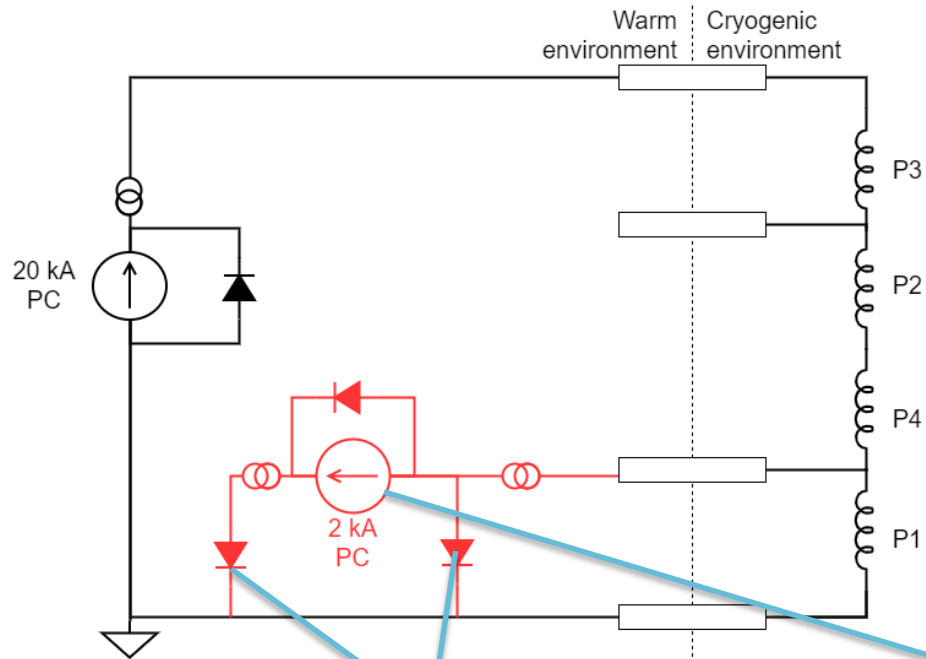 Warm
environment
Cryogenic
environment
P3
20 kA
PC
P2
P4
2 kA
PC
P1